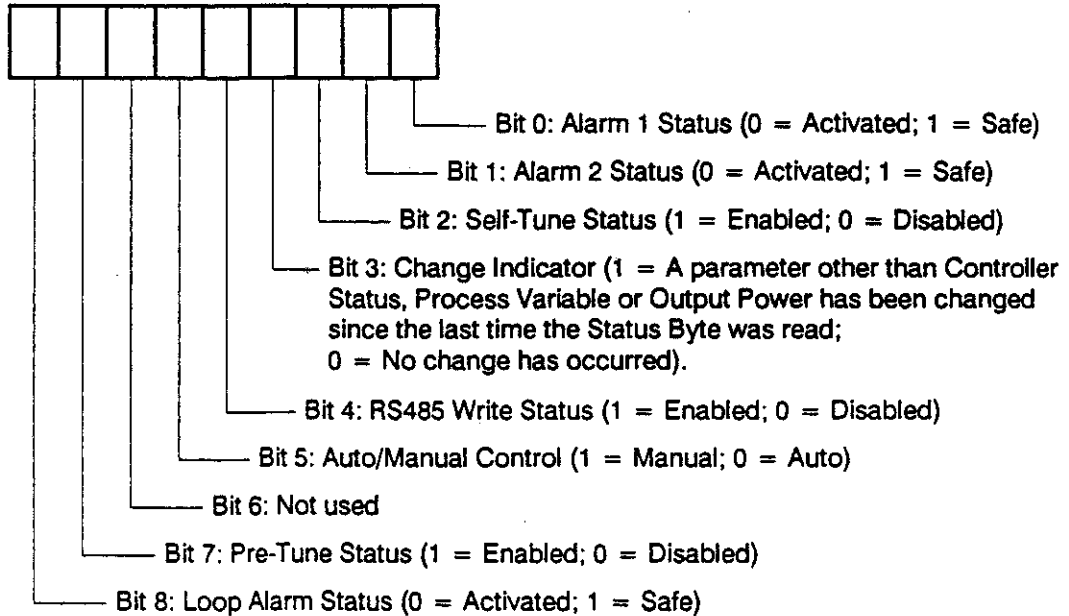 Bit 0: Alarm 1 Status (0 = Activated; 1 = Safe)
Bit 1: Alarm 2 Status (0 = Activated; 1 = Safe)
Bit 2: Self-Tune Status (1 = Enabled; 0 = Disabled)
Bit 3: Change Indicator (1 = A parameter other than Controller
Status, Process Variable or Output Power has been changed
since the last time the Status Byte was read;
0 = No change has occurred).
Bit 4: RS485 Write Status (1 = Enabled; 0 = Disabled)
Bit 5: Auto/Manual Control (1 = Manual; 0 = Auto)
Bit 6: Not used
Bit 7: Pre-Tune Status (1 = Enabled; 0 = Disabled)
Bit 8: Loop Alarm Status (0 = Activated; 1 = Safe)